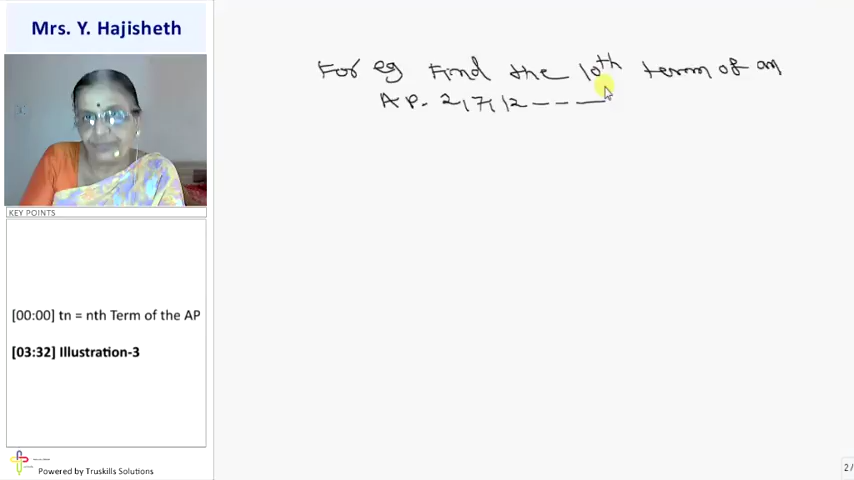 Mrs. Y. Hajisheth
For eg Find the 10th term of an
AP. 2, 7, 12 - - -
KEY POINTS
[00:00] tn = nth Term of the AP
[03:32] Illustration-3
Powered by Truskills Solutions
2/